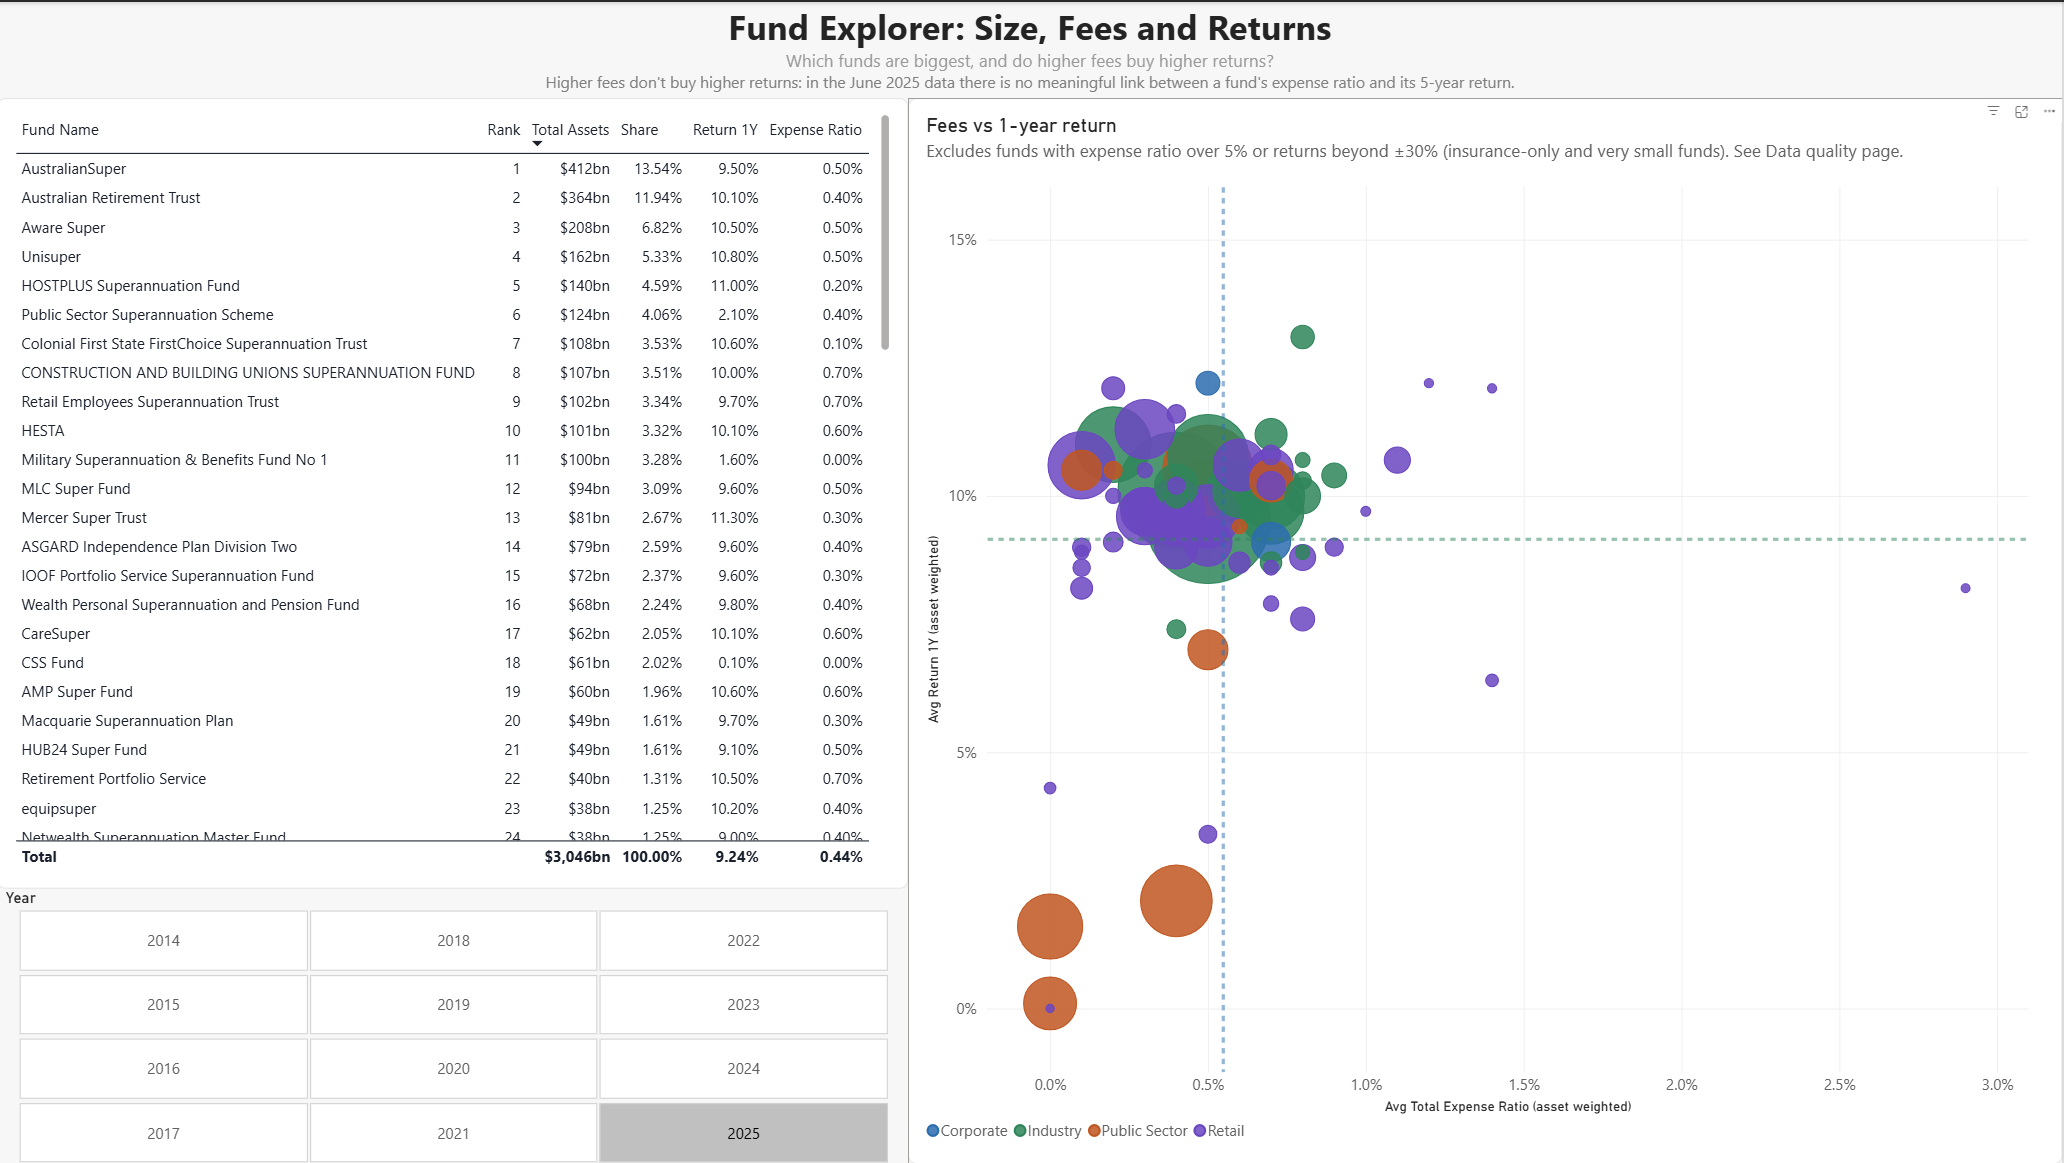 Fund Explorer: Size, Fees and Returns
Which funds are biggest, and do higher fees buy higher returns?
Higher fees don't buy higher returns: in the June 2025 data there is no meaningful link between a fund's expense ratio and its 5-year return.
Fund Name Rank Total Assets Share Return 1Y Expense Ratio
AustralianSuper 1 $412bn 13.54% 9.50% 0.50%
Australian Retirement Trust 2 $364bn 11.94% 10.10% 0.40%
Aware Super 3 $208bn 6.82% 10.50% 0.50%
Unisuper 4 $162bn 5.33% 10.80% 0.50%
HOSTPLUS Superannuation Fund 5 $140bn 4.59% 11.00% 0.20%
Public Sector Superannuation Scheme 6 $124bn 4.06% 2.10% 0.40%
Colonial First State FirstChoice Superannuation Trust 7 $108bn 3.53% 10.60% 0.10%
CONSTRUCTION AND BUILDING UNIONS SUPERANNUATION FUND 8 $107bn 3.51% 10.00% 0.70%
Retail Employees Superannuation Trust 9 $102bn 3.34% 9.70% 0.70%
HESTA 10 $101bn 3.32% 10.10% 0.60%
Military Superannuation & Benefits Fund No 1 11 $100bn 3.28% 1.60% 0.00%
MLC Super Fund 12 $94bn 3.09% 9.60% 0.50%
Mercer Super Trust 13 $81bn 2.67% 11.30% 0.30%
ASGARD Independence Plan Division Two 14 $79bn 2.59% 9.60% 0.40%
IOOF Portfolio Service Superannuation Fund 15 $72bn 2.37% 9.60% 0.30%
Wealth Personal Superannuation and Pension Fund 16 $68bn 2.24% 9.80% 0.40%
CareSuper 17 $62bn 2.05% 10.10% 0.60%
CSS Fund 18 $61bn 2.02% 0.10% 0.00%
AMP Super Fund 19 $60bn 1.96% 10.60% 0.60%
Macquarie Superannuation Plan 20 $49bn 1.61% 9.70% 0.30%
HUB24 Super Fund 21 $49bn 1.61% 9.10% 0.50%
Retirement Portfolio Service 22 $40bn 1.31% 10.50% 0.70%
equipsuper 23 $38bn 1.25% 10.20% 0.40%
Netwealth Superannuation Master Fund 24 $38bn 1.25% 9.00% 0.40%
Total $3,046bn 100.00% 9.24% 0.44%
Year
2014 2018 2022
2015 2019 2023
2016 2020 2024
2017 2021 2025
Fees vs 1-year return
Excludes funds with expense ratio over 5% or returns beyond ±30% (insurance-only and very small funds). See Data quality page.
15%
10%
5%
0%
Avg Return 1Y (asset weighted)
0.0% 0.5% 1.0% 1.5% 2.0% 2.5% 3.0%
Avg Total Expense Ratio (asset weighted)
Corporate Industry Public Sector Retail